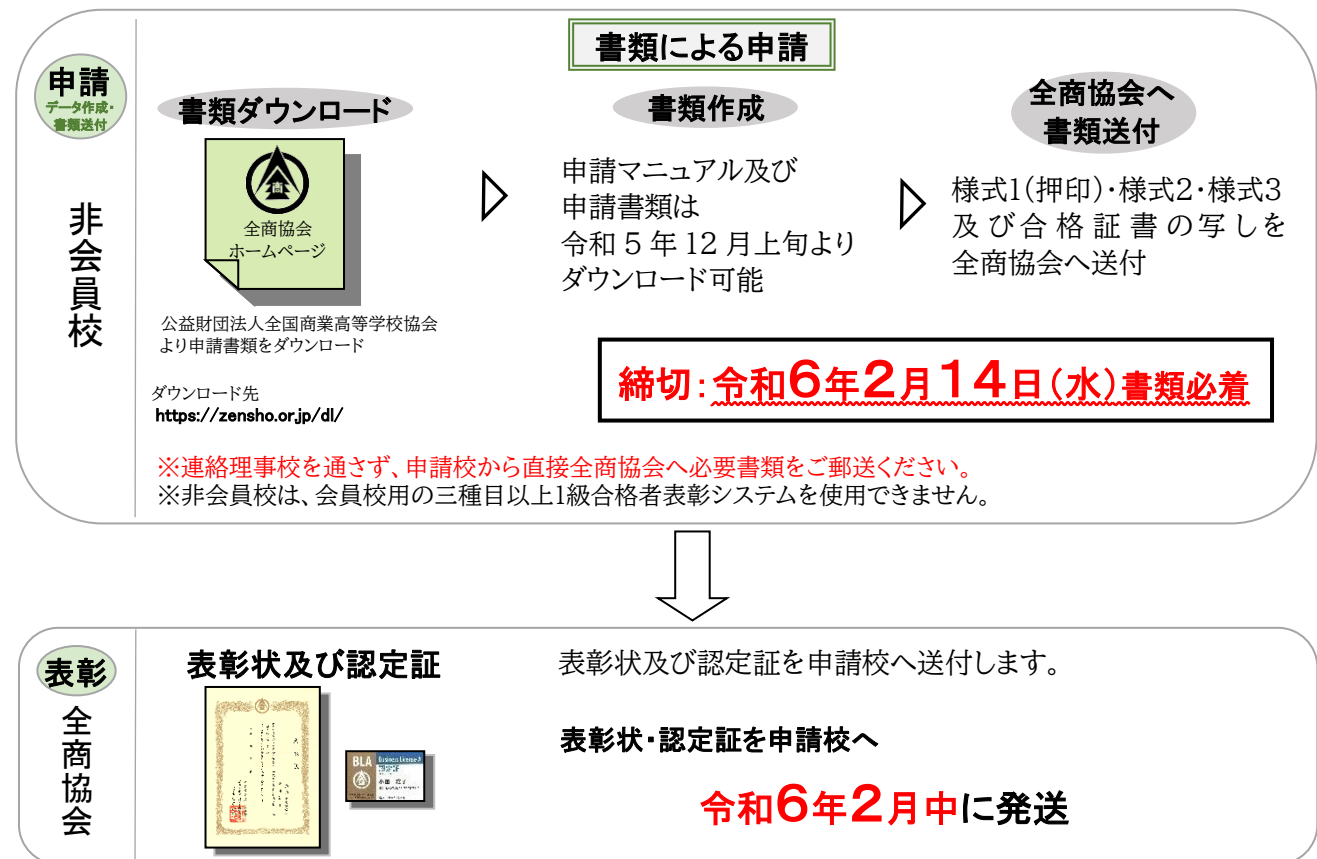 書類による申請
申請
データ作成・
書類送付
非会員校
書類ダウンロード
商
全商協会
ホームページ
公益財団法人全国商業高等学校協会
より申請書類をダウンロード
ダウンロード先
https://zensho.or.jp/dl/
書類作成
申請マニュアル及び
申請書類は
令和5年12月上旬より
ダウンロード可能
全商協会へ
書類送付
様式1(押印)・様式2・様式3
及び合格証書の写しを
全商協会へ送付
締切:令和6年2月14日(水)書類必着
※連絡理事校を通さず、申請校から直接全商協会へ必要書類をご郵送ください。
※非会員校は、会員校用の三種目以上1級合格者表彰システムを使用できません。
表彰
全商協会
表彰状及び認定証
BLA
Business License A
認定証
表彰状及び認定証を申請校へ送付します。
表彰状・認定証を申請校へ
令和6年2月中に発送